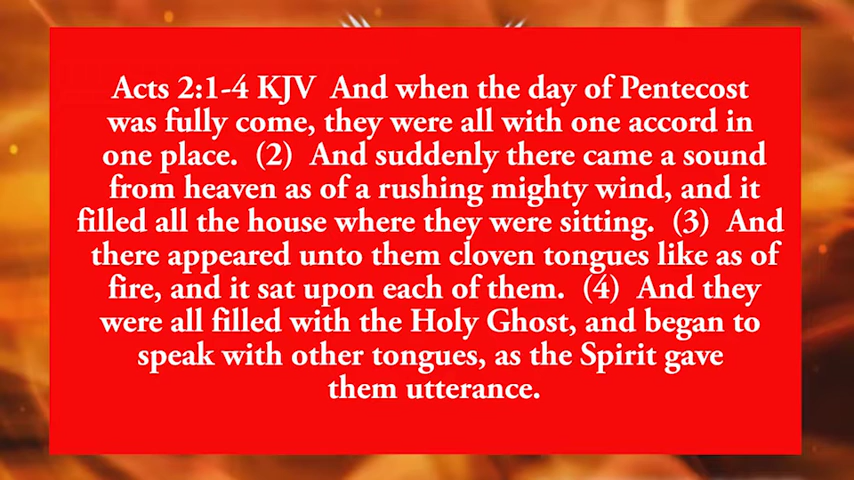 Acts 2:1-4 KJV  And when the day of Pentecost
was fully come, they were all with one accord in
one place.  (2)  And suddenly there came a sound
from heaven as of a rushing mighty wind, and it
filled all the house where they were sitting.  (3)  And
there appeared unto them cloven tongues like as of
fire, and it sat upon each of them.  (4)  And they
were all filled with the Holy Ghost, and began to
speak with other tongues, as the Spirit gave
them utterance.